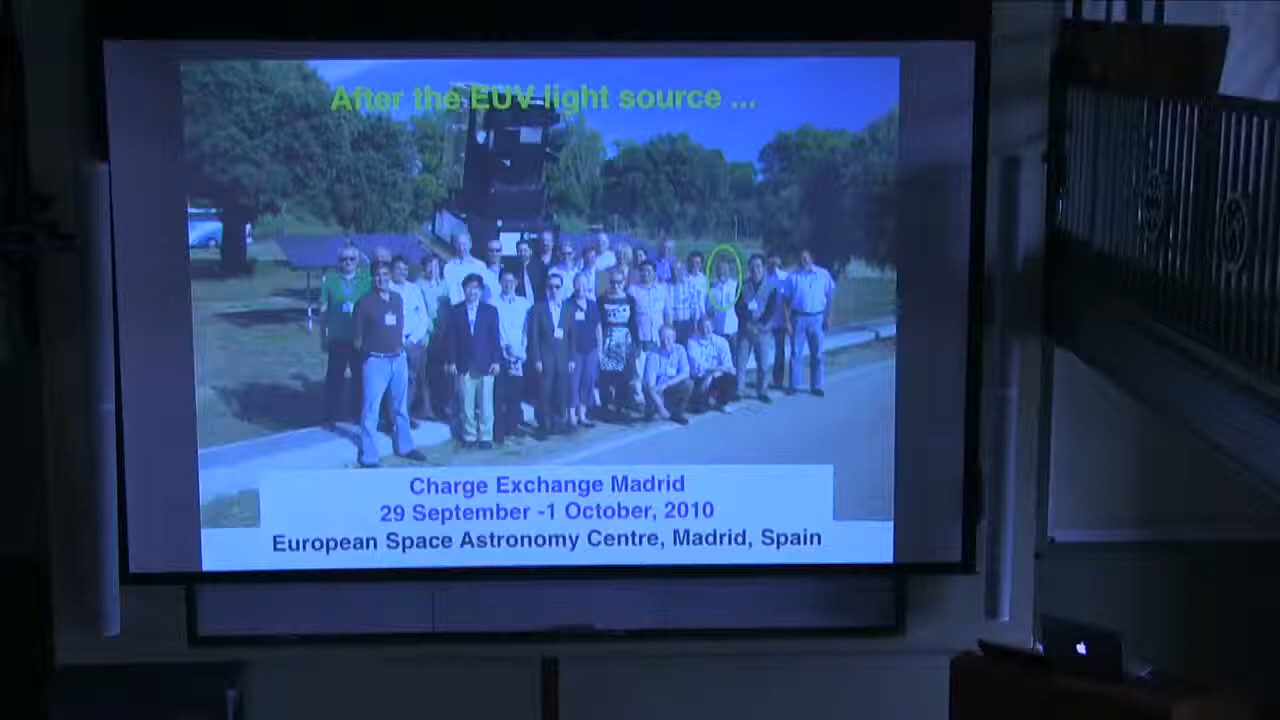 After the EUV light source ...
Charge Exchange Madrid
29 September -1 October, 2010
European Space Astronomy Centre, Madrid, Spain